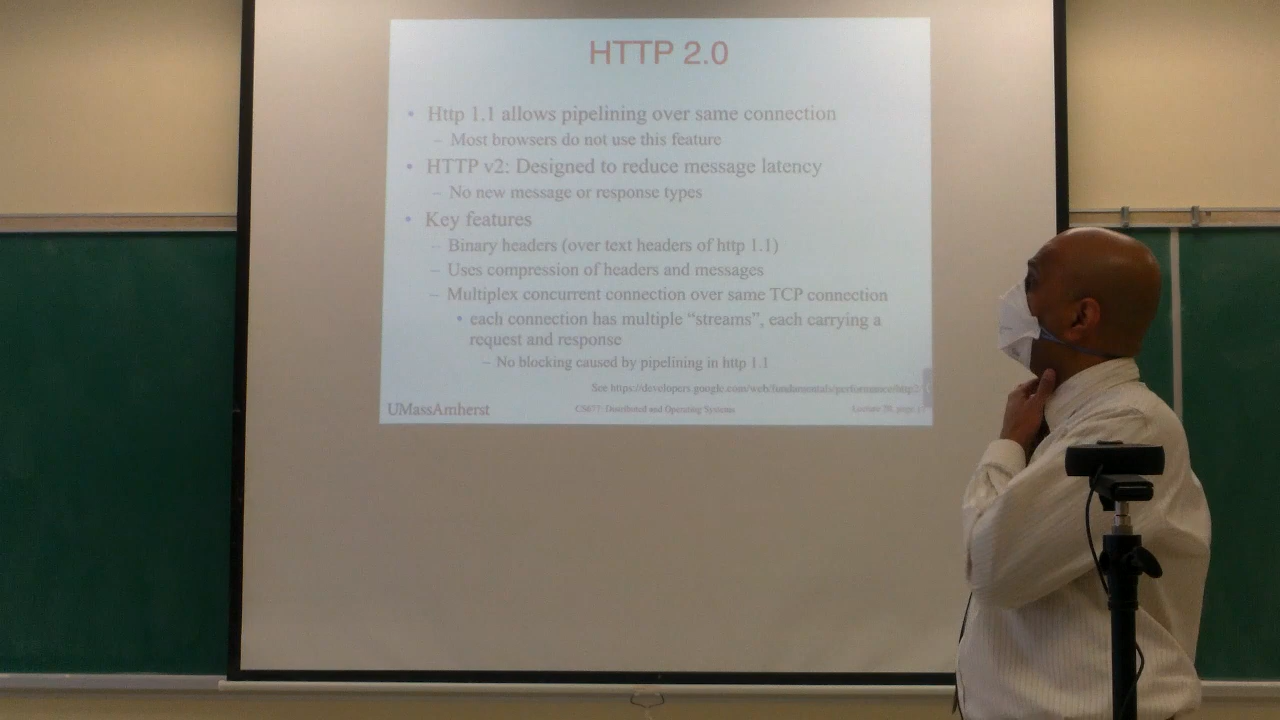 HTTP 2.0
• Http 1.1 allows pipelining over same connection
– Most browsers do not use this feature
• HTTP v2: Designed to reduce message latency
– No new message or response types
• Key features
– Binary headers (over text headers of http 1.1)
– Uses compression of headers and messages
– Multiplex concurrent connection over same TCP connection
• each connection has multiple “streams”, each carrying a
request and response
– No blocking caused by pipelining in http 1.1
See https://developers.google.com/web/fundamentals/performance/http2/
UMassAmherst
CS677: Distributed and Operating Systems
Lecture 20, page